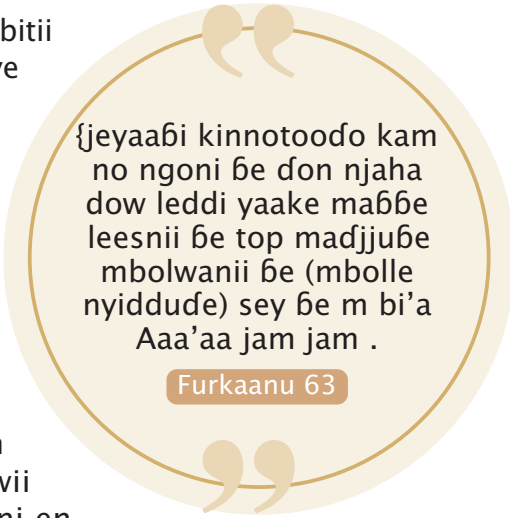 bitii
{jeyaaɓi kinnotooɗo kam
no ngoni ɓe ɗon njaha
dow leddi yaake maɓɓe
leesnii ɓe top maɗjjuɓe
mbolwanii ɓe (mbolle
nyidduɗe) sey ɓe m bi’a
Aaa’aa jam jam .
Furkaanu 63